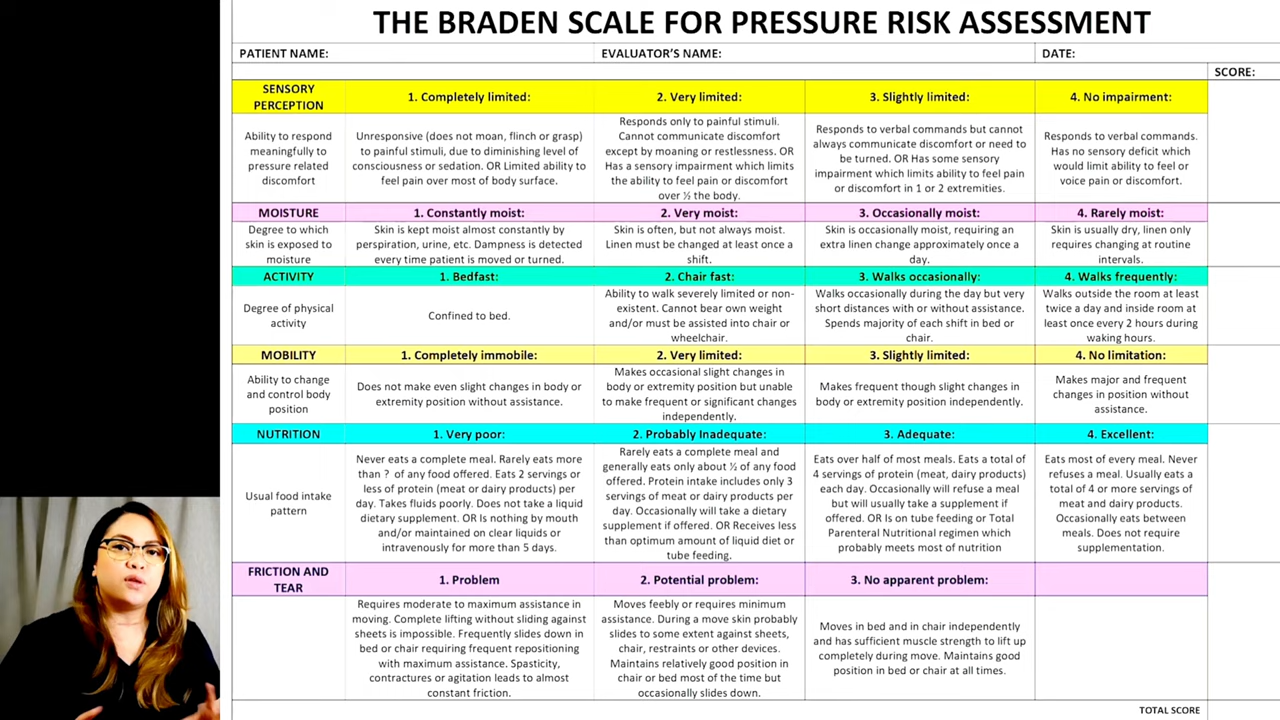 THE BRADEN SCALE FOR PRESSURE RISK ASSESSMENT
PATIENT NAME: EVALUATOR'S NAME: DATE:
SCORE:
SENSORY
PERCEPTION
1. Completely limited:
2. Very limited:
3. Slightly limited:
4. No impairment:
Ability to respond
meaningfully to
pressure related
discomfort
Unresponsive (does not moan, flinch or grasp)
to painful stimuli, due to diminishing level of
consciousness or sedation. OR Limited ability to
feel pain over most of body surface.
Responds only to painful stimuli.
Cannot communicate discomfort
except by moaning or restlessness. OR
Has a sensory impairment which limits
the ability to feel pain or discomfort
over ½ the body.
Responds to verbal commands but cannot
always communicate discomfort or need to
be turned. OR Has some sensory
impairment which limits ability to feel pain
or discomfort in 1 or 2 extremities.
Responds to verbal commands.
Has no sensory deficit which
would limit ability to feel or
voice pain or discomfort.
MOISTURE
1. Constantly moist:
2. Very moist:
3. Occasionally moist:
4. Rarely moist:
Degree to which
skin is exposed to
moisture
Skin is kept moist almost constantly by
perspiration, urine, etc. Dampness is detected
every time patient is moved or turned.
Skin is often, but not always moist.
Linen must be changed at least once a
shift.
Skin is occasionally moist, requiring an
extra linen change approximately once a
day.
Skin is usually dry, linen only
requires changing at routine
intervals.
ACTIVITY
1. Bedfast:
2. Chair fast:
3. Walks occasionally:
4. Walks frequently:
Degree of physical
activity
Confined to bed.
Ability to walk severely limited or non-
existent. Cannot bear own weight
and/or must be assisted into chair or
wheelchair.
Walks occasionally during the day but very
short distances with or without assistance.
Spends majority of each shift in bed or
chair.
Walks outside the room at least
twice a day and inside room at
least once every 2 hours during
waking hours.
MOBILITY
1. Completely immobile:
2. Very limited:
3. Slightly limited:
4. No limitation:
Ability to change
and control body
position
Does not make even slight changes in body or
extremity position without assistance.
Makes occasional slight changes in
body or extremity position but unable
to make frequent or significant changes
independently.
Makes frequent though slight changes in
body or extremity position independently.
Makes major and frequent
changes in position without
assistance.
NUTRITION
1. Very poor:
2. Probably Inadequate:
3. Adequate:
4. Excellent:
Usual food intake
pattern
Never eats a complete meal. Rarely eats more
than ? of any food offered. Eats 2 servings or
less of protein (meat or dairy products) per
day. Takes fluids poorly. Does not take a liquid
dietary supplement. OR Is nothing by mouth
and/or maintained on clear liquids or
intravenously for more than 5 days.
Rarely eats a complete meal and
generally eats only about ½ of any food
offered. Protein intake includes only 3
servings of meat or dairy products per
day. Occasionally will take a dietary
supplement if offered. OR Receives less
than optimum amount of liquid diet or
tube feeding.
Eats over half of most meals. Eats a total of
4 servings of protein (meat, dairy products)
each day. Occasionally will refuse a meal
but will usually take a supplement if
offered. OR Is on tube feeding or Total
Parenteral Nutritional regimen which
probably meets most of nutrition
Eats most of every meal. Never
refuses a meal. Usually eats a
total of 4 or more servings of
meat and dairy products.
Occasionally eats between
meals. Does not require
supplementation.
FRICTION AND
TEAR
1. Problem
2. Potential problem:
3. No apparent problem:
Requires moderate to maximum assistance in
moving. Complete lifting without sliding against
sheets is impossible. Frequently slides down in
bed or chair requiring frequent repositioning
with maximum assistance. Spasticity,
contractures or agitation leads to almost
constant friction.
Moves feebly or requires minimum
assistance. During a move skin probably
slides to some extent against sheets,
chair, restraints or other devices.
Maintains relatively good position in
chair or bed most of the time but
occasionally slides down.
Moves in bed and in chair independently
and has sufficient muscle strength to lift up
completely during move. Maintains good
position in bed or chair at all times.
TOTAL SCORE